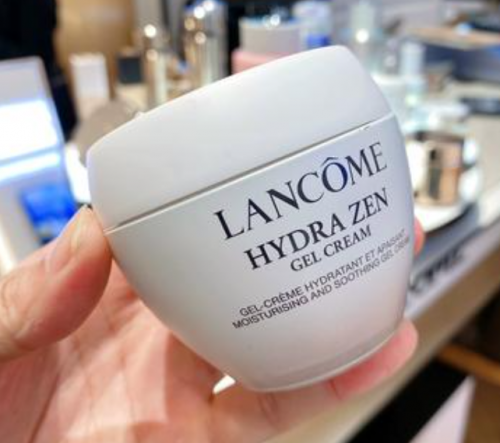 LANCÔME
HYDRA ZEN
GEL CREAM
GEL-CRÈME HYDRATANT ET APAISANT
MOISTURISING AND SOOTHING GEL CREAM